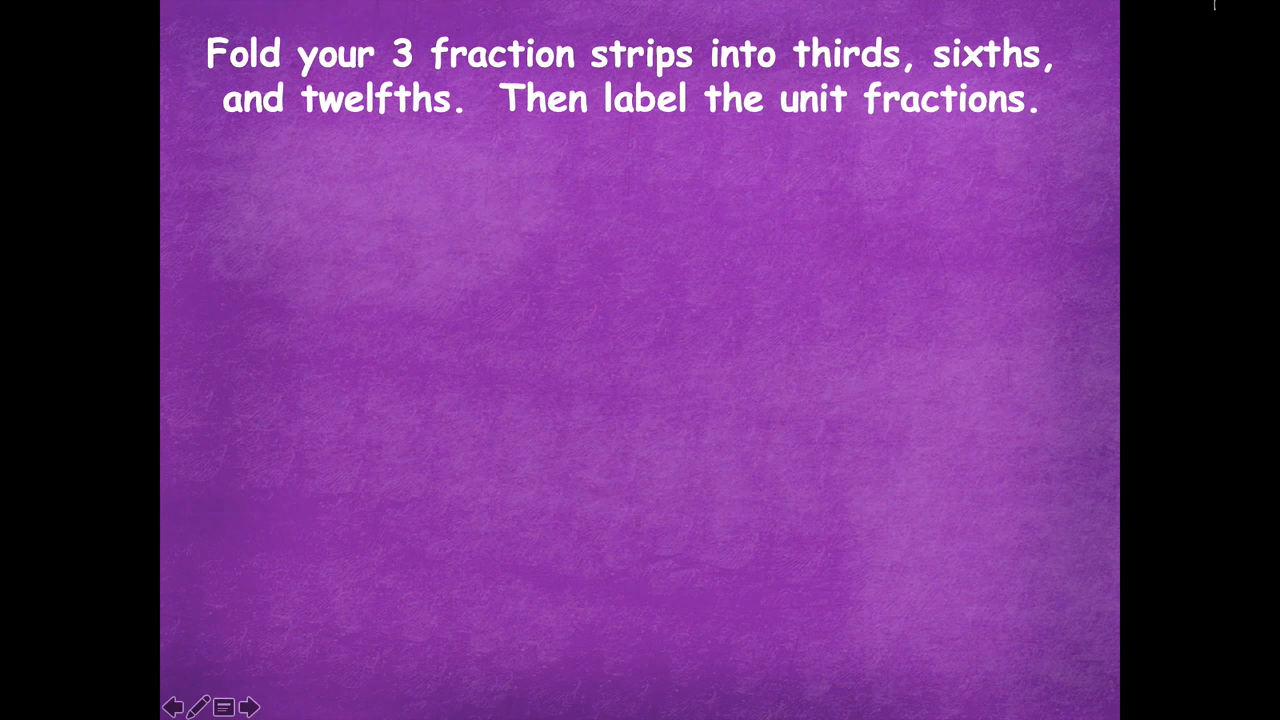 Fold your 3 fraction strips into thirds, sixths,
and twelfths. Then label the unit fractions.